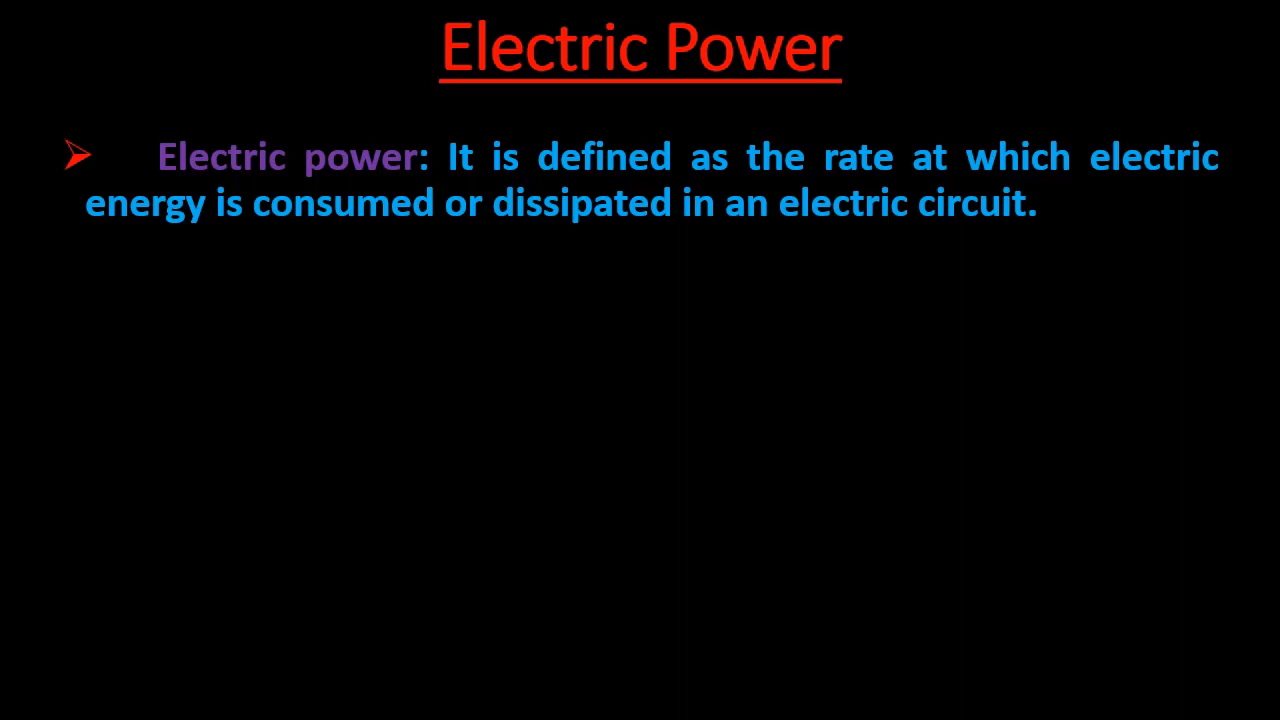 Electric Power
➢ Electric power: It is defined as the rate at which electric
energy is consumed or dissipated in an electric circuit.